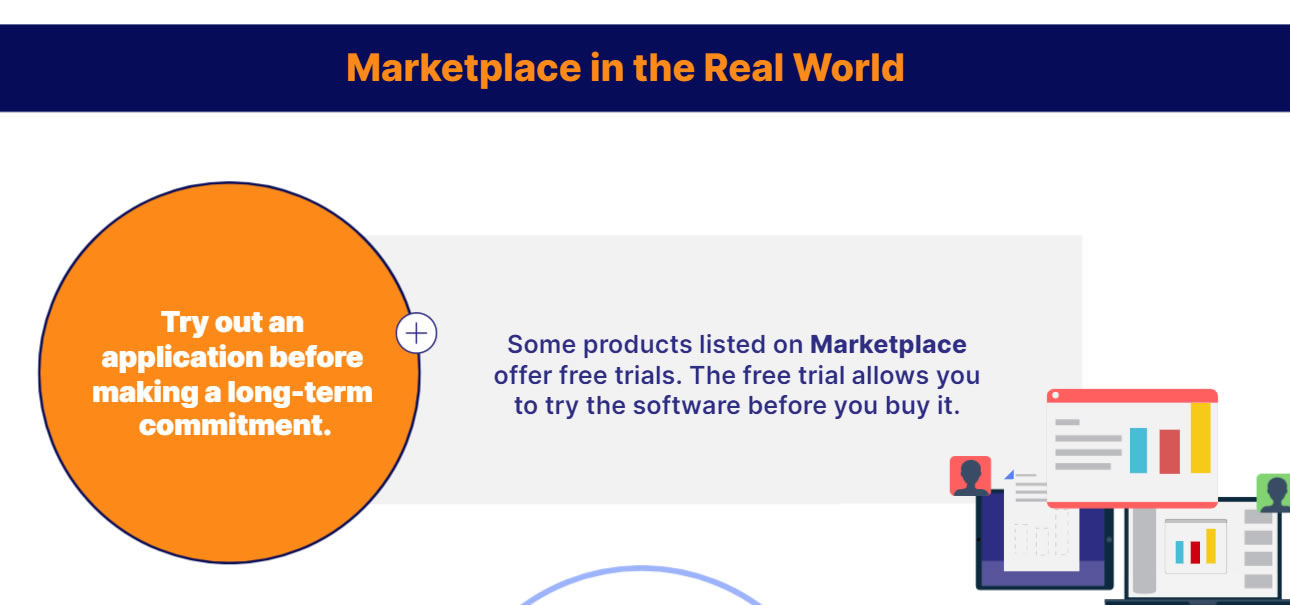 Marketplace in the Real World
Try out an
application before
making a long-term
commitment.
Some products listed on Marketplace
offer free trials. The free trial allows you
to try the software before you buy it.